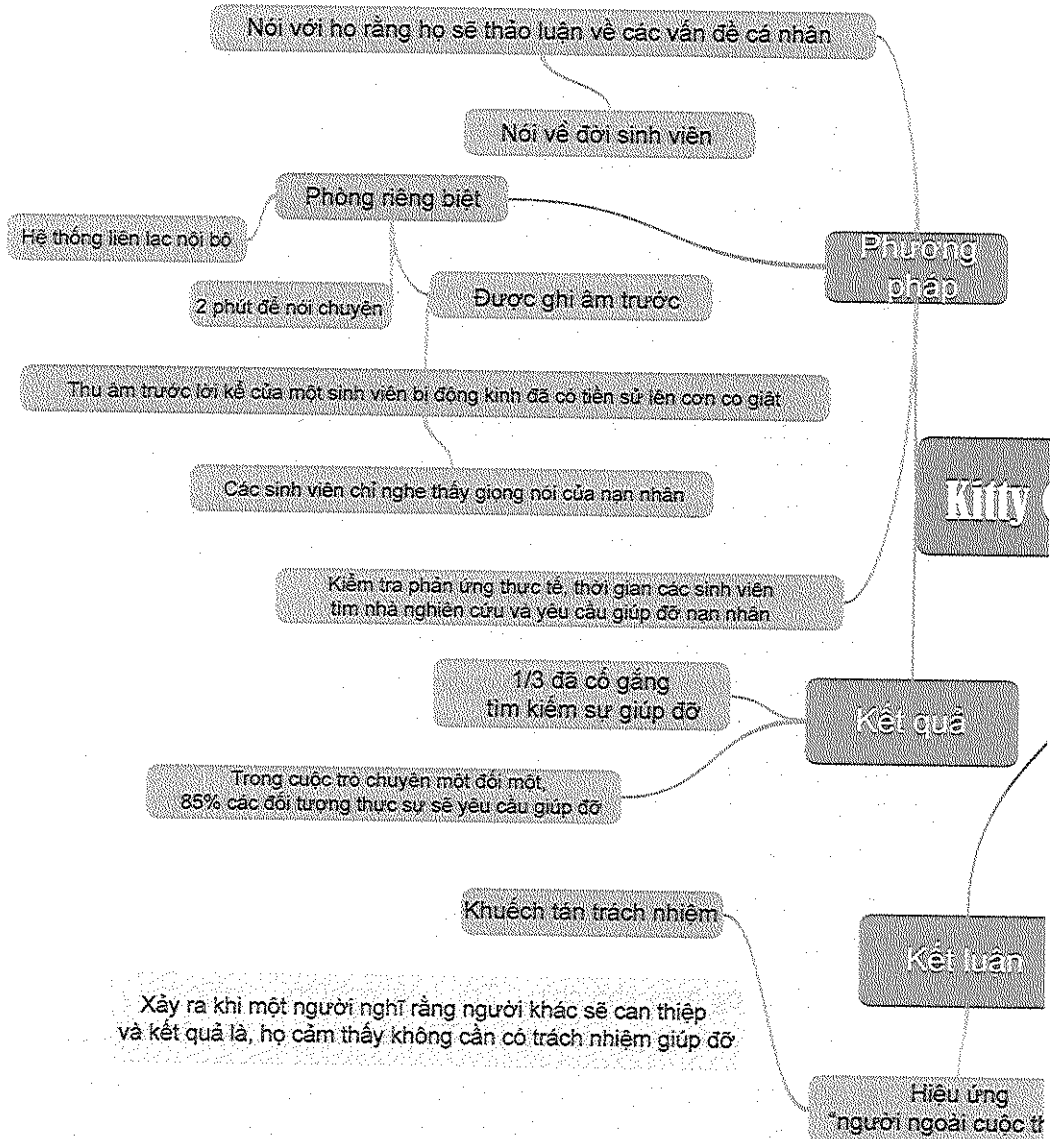 Nói với họ rằng họ sẽ thảo luận về các vấn đề cá nhân
Nói về đời sinh viên
Phòng riêng biệt
Hệ thống liên lạc nội bộ
Phương
pháp
2 phút để nói chuyện
Được ghi âm trước
Thu âm trước lời kể của một sinh viên bị động kinh đã có tiền sử lên cơn co giật
Các sinh viên chỉ nghe thấy giọng nói của nạn nhân
Kitty
Kiểm tra phản ứng thực tế, thời gian các sinh viên
tìm nhà nghiên cứu và yêu cầu giúp đỡ nạn nhân
1/3 đã cố gắng
tìm kiếm sự giúp đỡ
Kết quả
Trong cuộc trò chuyện một đối một,
85% các đối tượng thực sự sẽ yêu cầu giúp đỡ
Khuếch tán trách nhiệm
Kết luận
Xảy ra khi một người nghĩ rằng người khác sẽ can thiệp
và kết quả là, họ cảm thấy không cần có trách nhiệm giúp đỡ
Hiệu ứng
"người ngoài cuộc